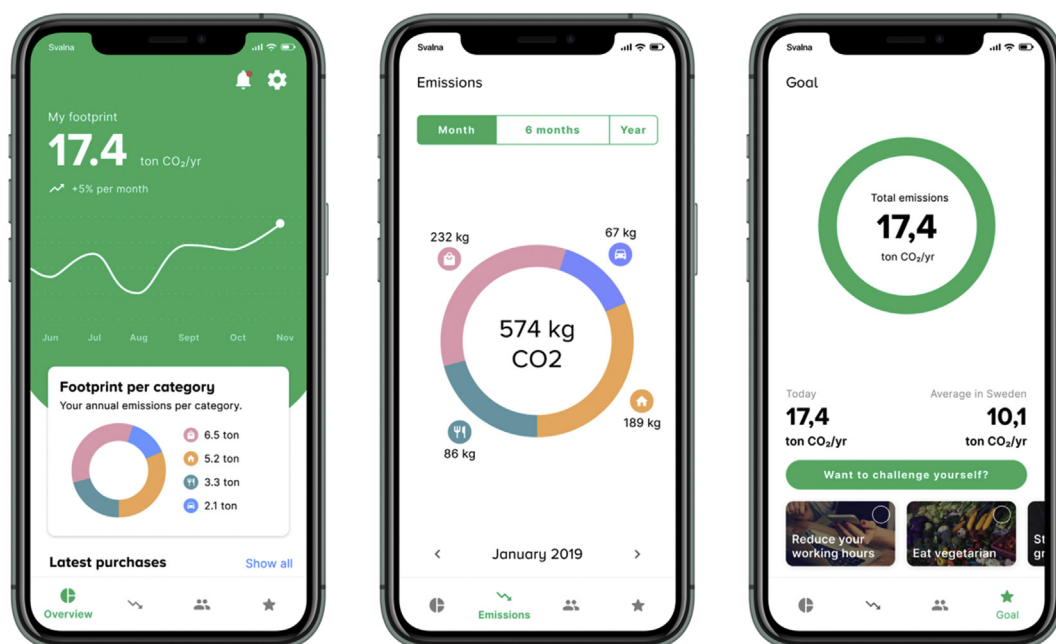 Svalna
My footprint
17.4 ton CO₂/yr
+5% per month
Jun Jul Aug Sept Oct Nov
Footprint per category
Your annual emissions per category.
6.5 ton
5.2 ton
3.3 ton
2.1 ton
Latest purchases Show all
Overview
Svalna
Emissions
Month 6 months Year
232 kg 67 kg
574 kg
CO2
189 kg
86 kg
< January 2019 >
Emissions
Svalna
Goal
Total emissions
17,4
ton CO₂/yr
Today Average in Sweden
17,4 10,1
ton CO₂/yr ton CO₂/yr
Want to challenge yourself?
Reduce your
working hours
Eat vegetarian
Goal